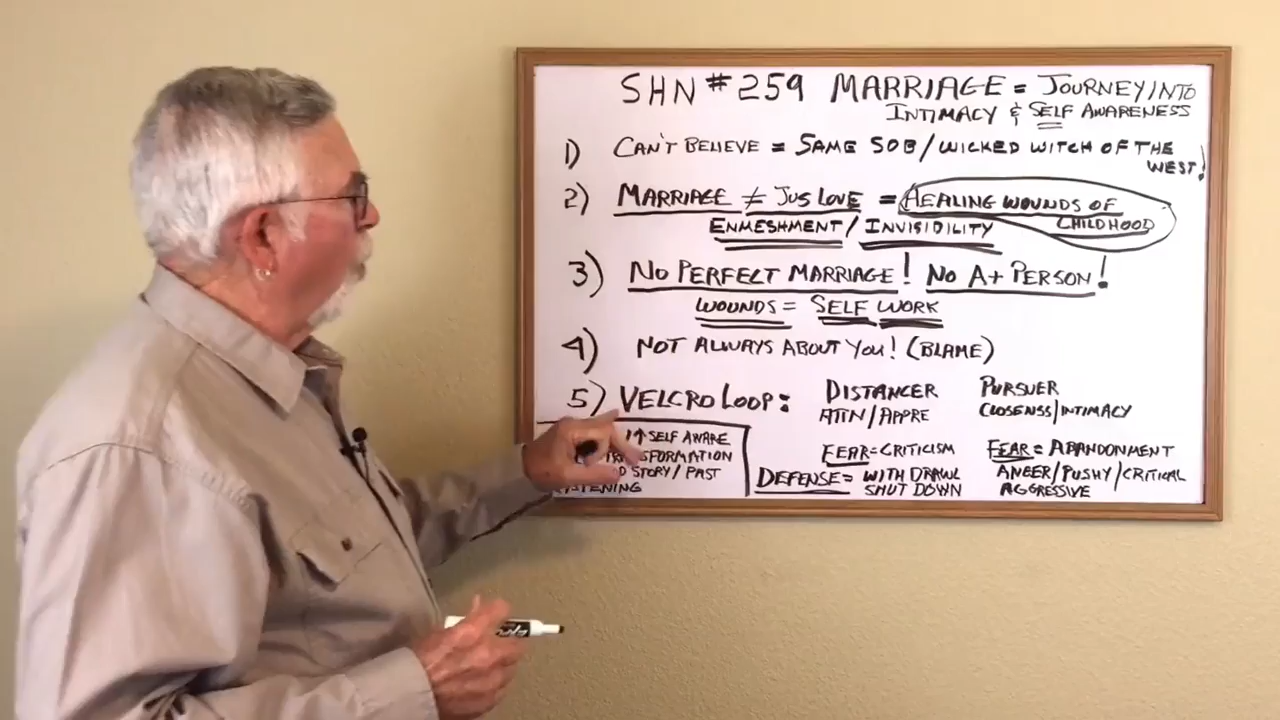 SHN #259 MARRIAGE = JOURNEY INTO
INTIMACY & SELF AWARENESS
1) CAN'T BELIEVE = SAME SOB/WICKED WITCH OF THE
WEST!
2) MARRIAGE ≠ JUS LOVE = HEALING WOUNDS OF
CHILDHOOD
ENMESHMENT/INVISIBILITY
3) NO PERFECT MARRIAGE! NO A+ PERSON!
WOUNDS = SELF WORK
4) NOT ALWAYS ABOUT YOU! (BLAME)
5) VELCRO LOOP: DISTANCER PURSUER
ATTN/APPRE CLOSENSS/INTIMACY
↑ SELF AWARE
STORY/PAST
FEAR=CRITICISM FEAR=ABANDONMENT
DEFENSE= WITH DRAWL ANGER/PUSHY/CRITICAL
SHUT DOWN AGGRESSIVE